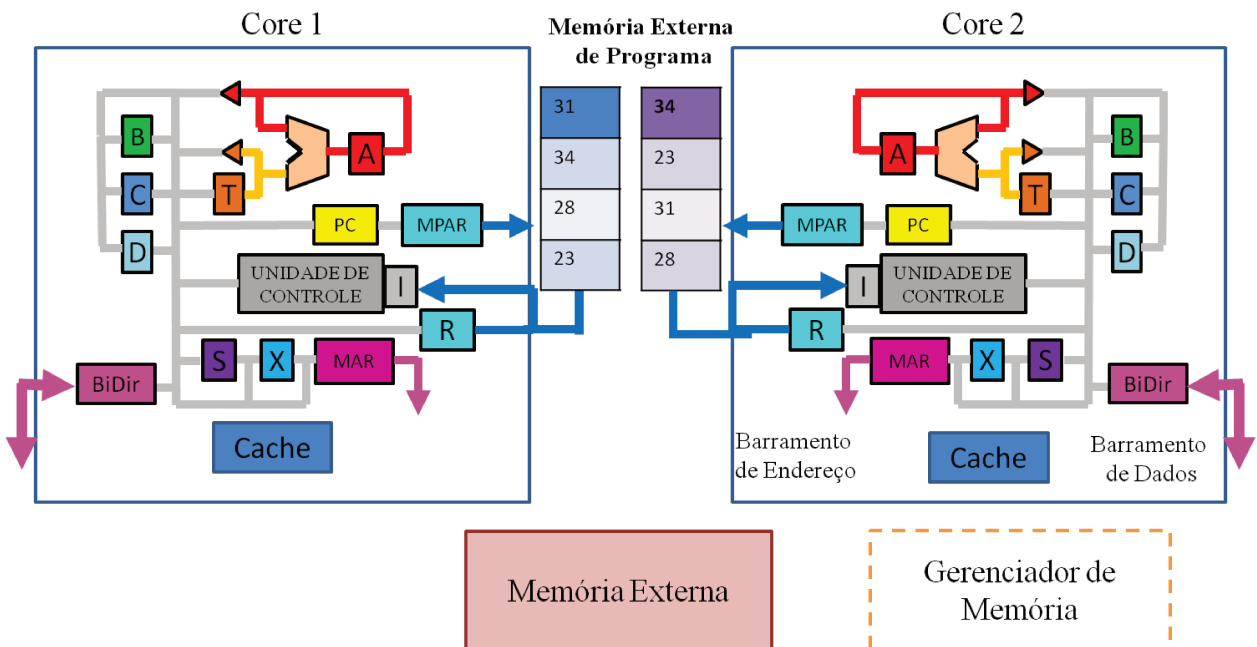 Core 1
Memória Externa
de Programa
Core 2
31
34
28
23
34
23
31
28
B
C
D
T
A
PC
MPAR
UNIDADE DE
CONTROLE
I
R
S
X
MAR
BiDir
Cache
A
T
B
C
D
MPAR
PC
I
UNIDADE DE
CONTROLE
R
MAR
X
S
BiDir
Barramento
de Endereço
Cache
Barramento
de Dados
Memória Externa
Gerenciador de
Memória